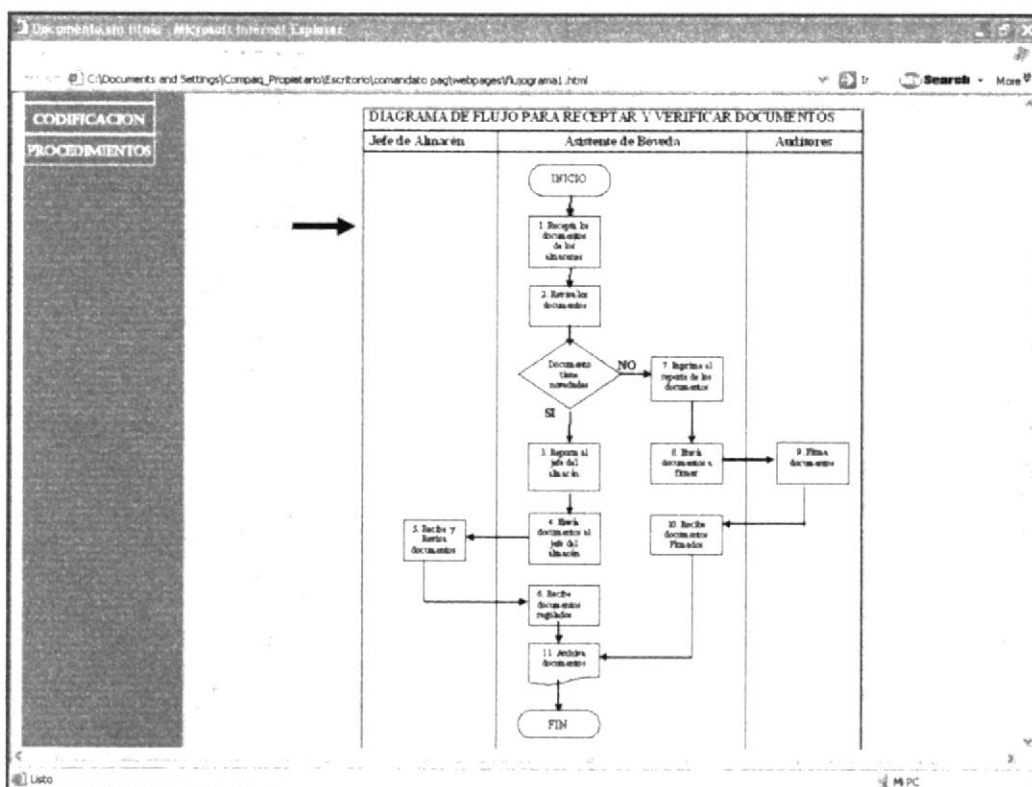 Documento sin titulo - Microsoft Internet Explorer
C:\Documents and Settings\Compaq_Propietario\Escritorio\comandato pag\webpages\flujograma1.html
Ir
Search
More
CODIFICACION
PROCEDIMIENTOS
DIAGRAMA DE FLUJO PARA RECEPTAR Y VERIFICAR DOCUMENTOS
Jefe de Almacén
Asistente de Bóveda
Auditores
INICIO
1. Recepta los
documentos
de los
almacenes
2. Revisa los
documentos
Documento
tiene
novedades
NO
SI
7. Imprime el
reporte de los
documentos
3. Reporta al
jefe del
almacén
8. Envía
documentos a
firmar
9. Firma
documentos
4. Envía
documentos al
jefe del
almacén
5. Recibe y
Revisa
documentos
10. Recibe
documentos
Firmados
6. Recibe
documentos
regulados
11. Archiva
documentos
FIN
Listo
Mi PC